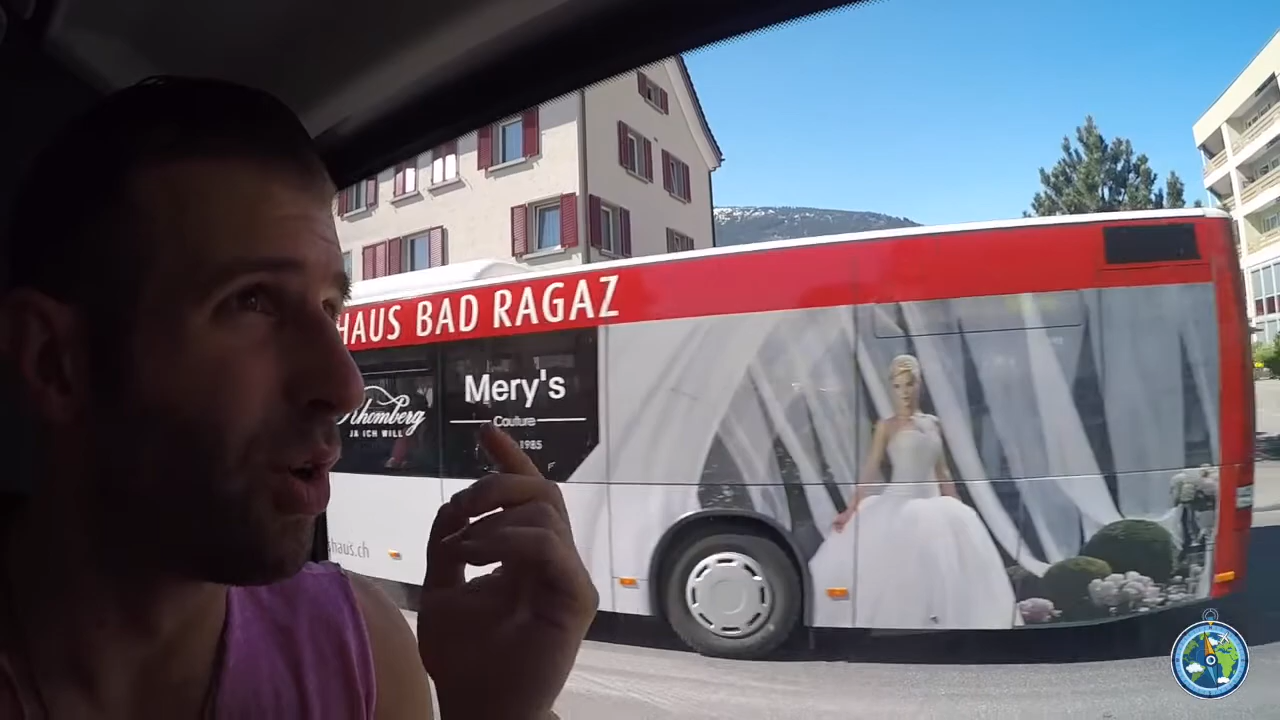 HAUS BAD RAGAZ
Rhomberg
JA ICH WILL
Mery's
Couture
1985
haus.ch